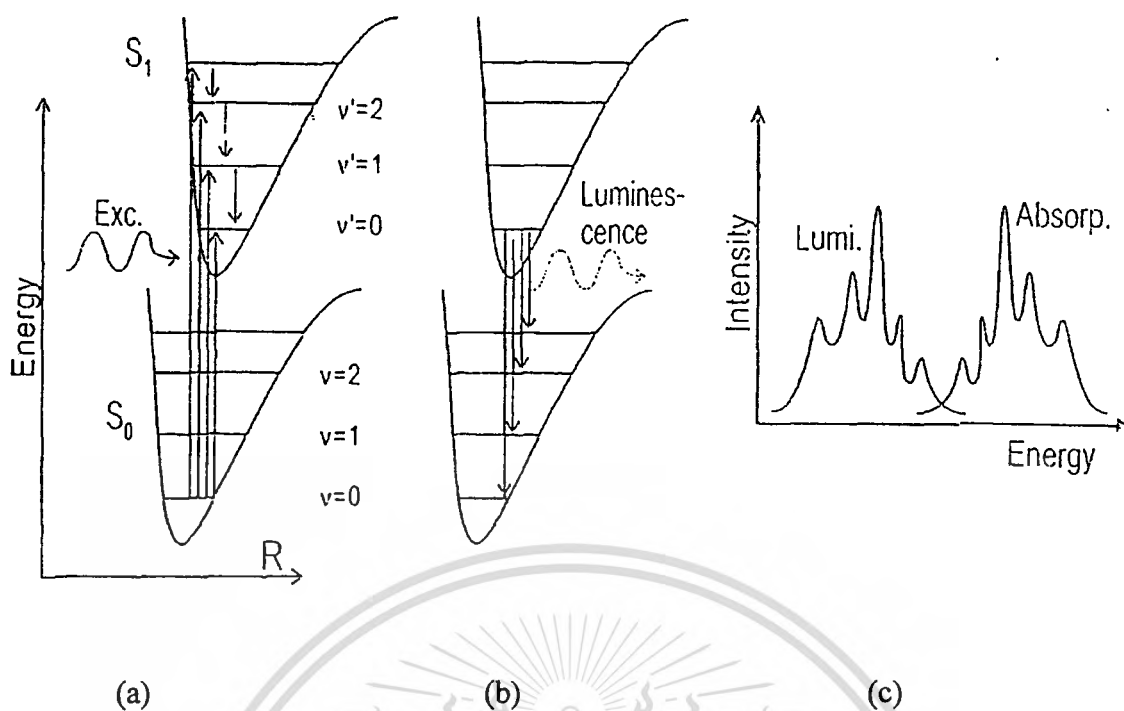 S₁
v'=2
v'=1
v'=0
Exc.
Energy
S₀
v=2
v=1
v=0
R
Lumines-
cence
Intensity
Lumi.
Absorp.
Energy
(a)
(b)
(c)